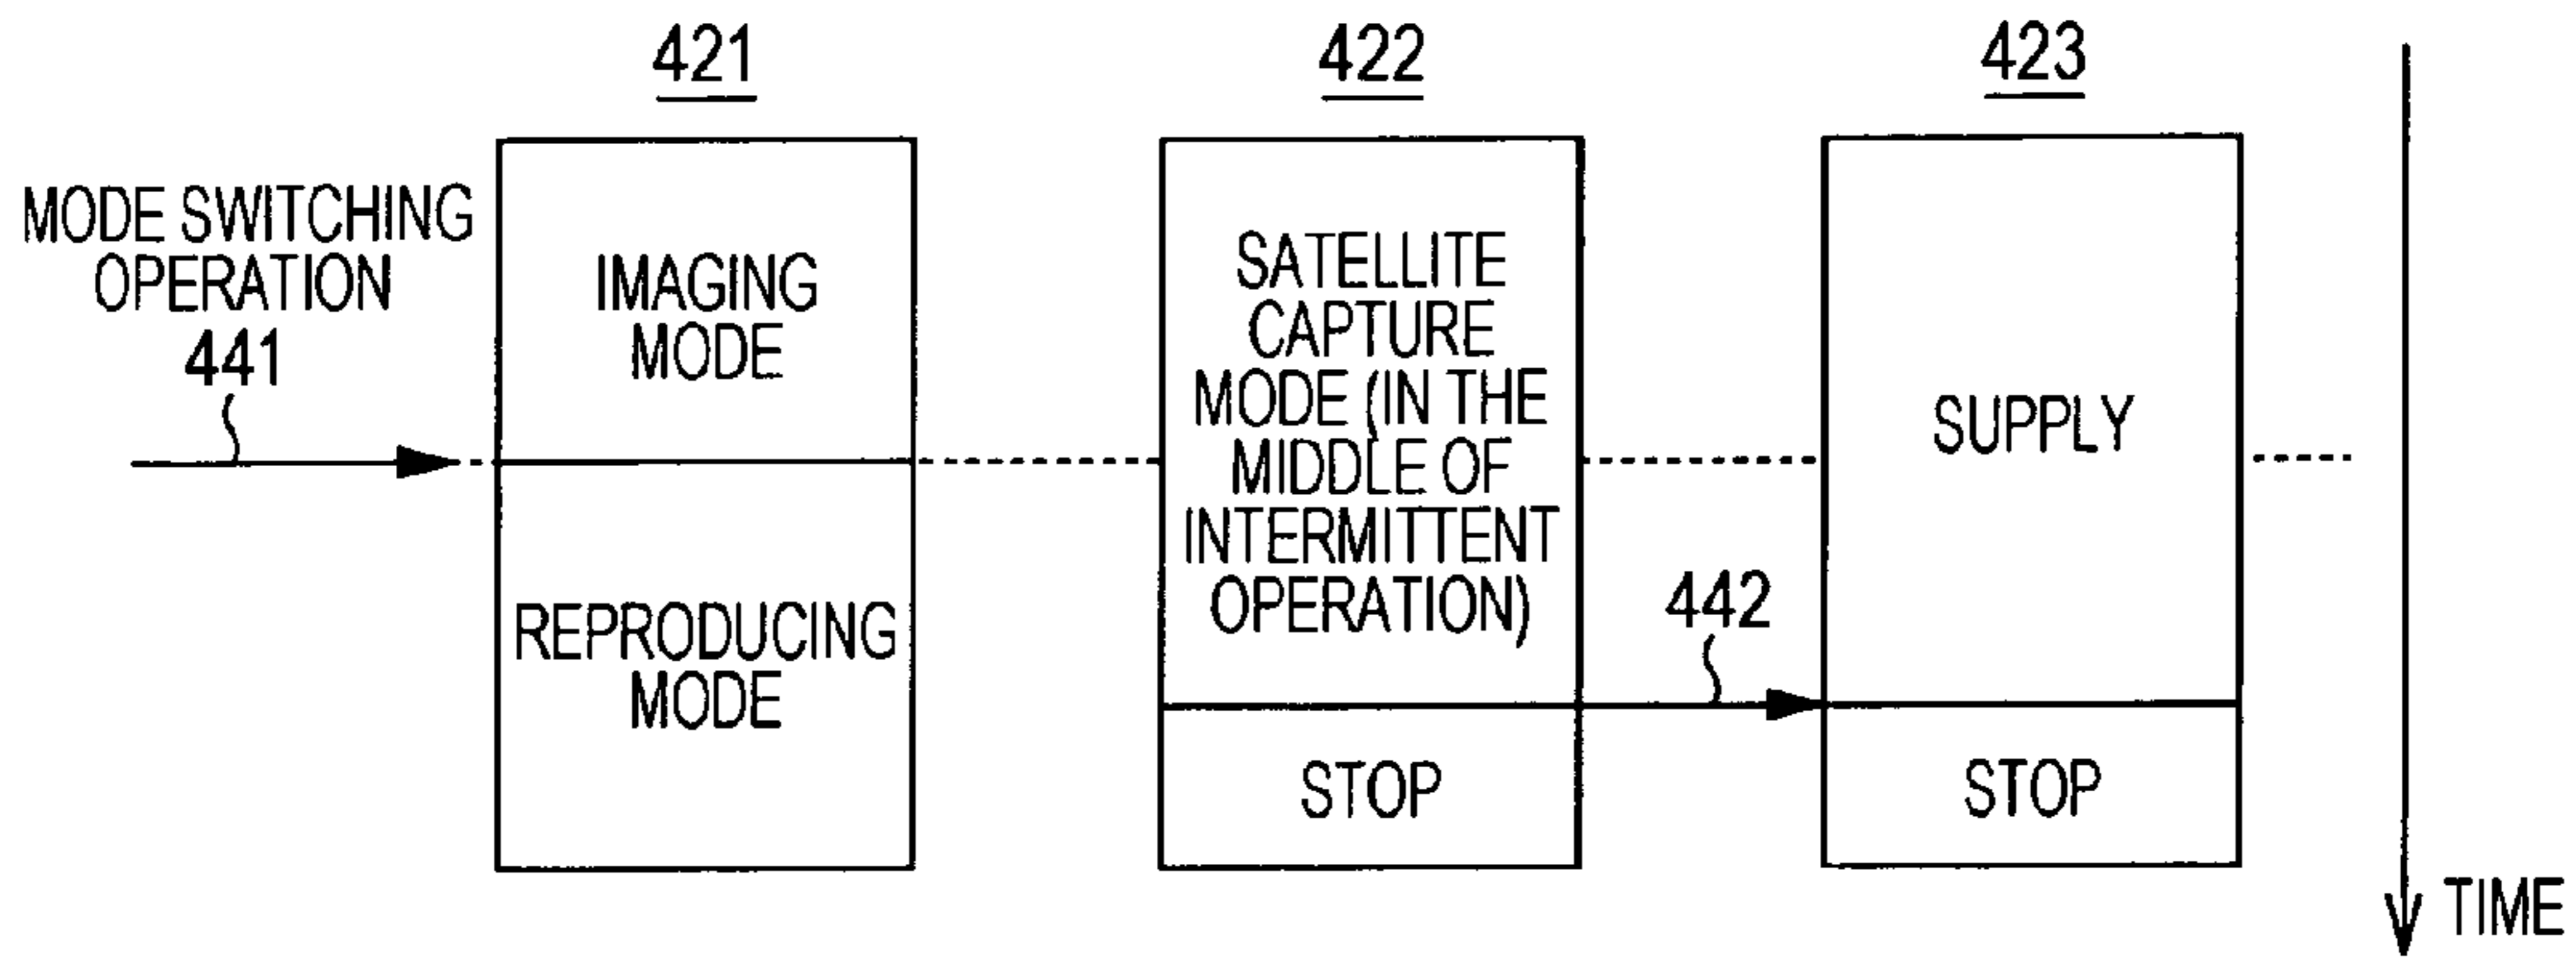 421
422
423
MODE SWITCHING
OPERATION
441
IMAGING
MODE
REPRODUCING
MODE
SATELLITE
CAPTURE
MODE (IN THE
MIDDLE OF
INTERMITTENT
OPERATION)
STOP
442
SUPPLY
STOP
TIME